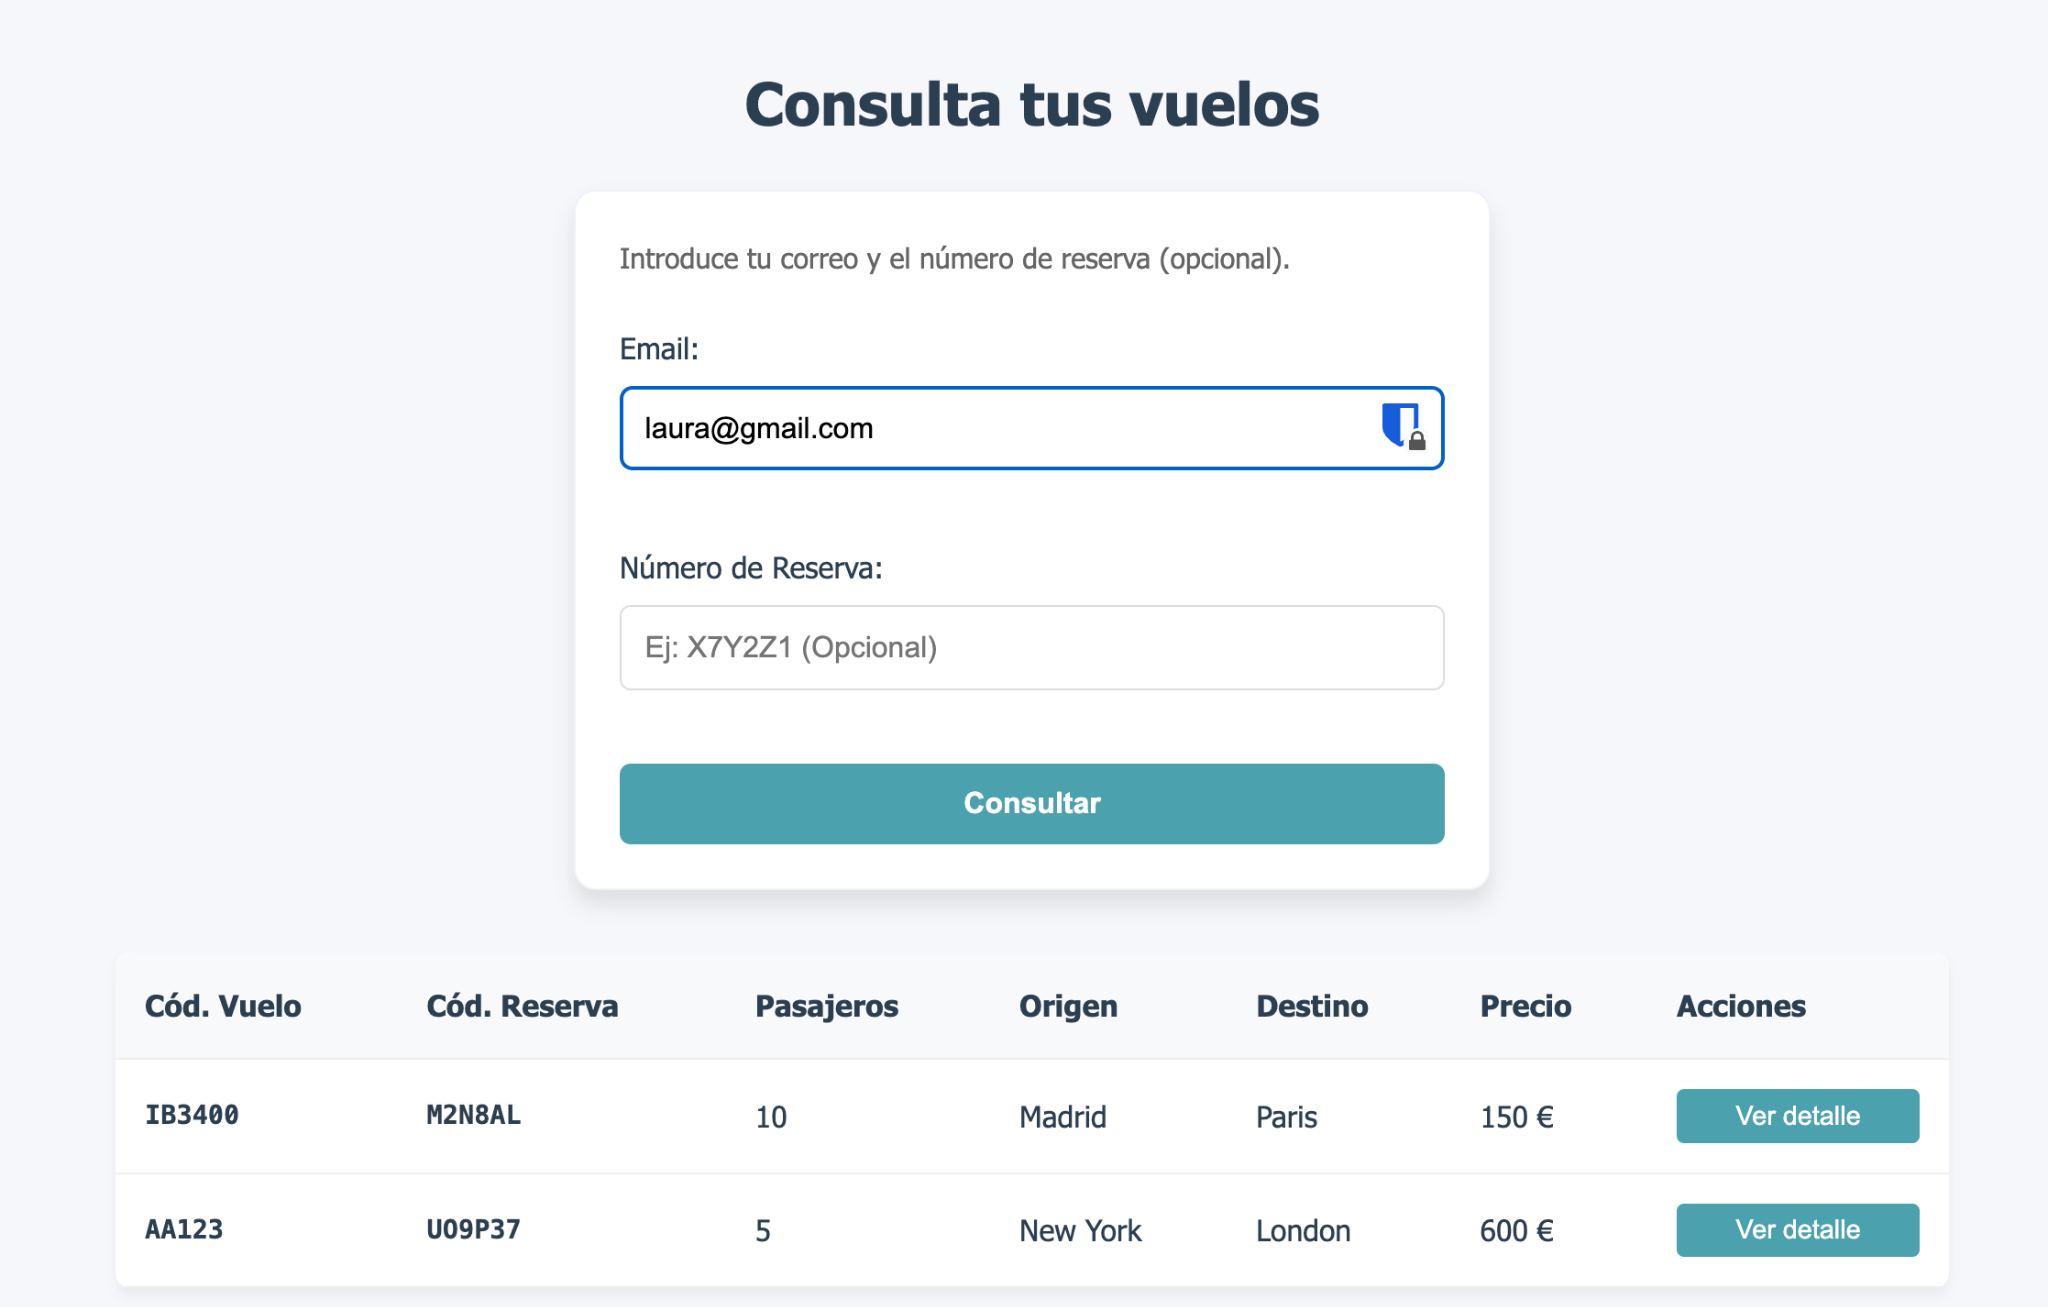 Consulta tus vuelos
Introduce tu correo y el número de reserva (opcional).
Email:
laura@gmail.com
Número de Reserva:
Ej: X7Y2Z1 (Opcional)
Consultar
Cód. Vuelo Cód. Reserva Pasajeros Origen Destino Precio Acciones
IB3400 M2N8AL 10 Madrid Paris 150 € Ver detalle
AA123 UO9P37 5 New York London 600 € Ver detalle